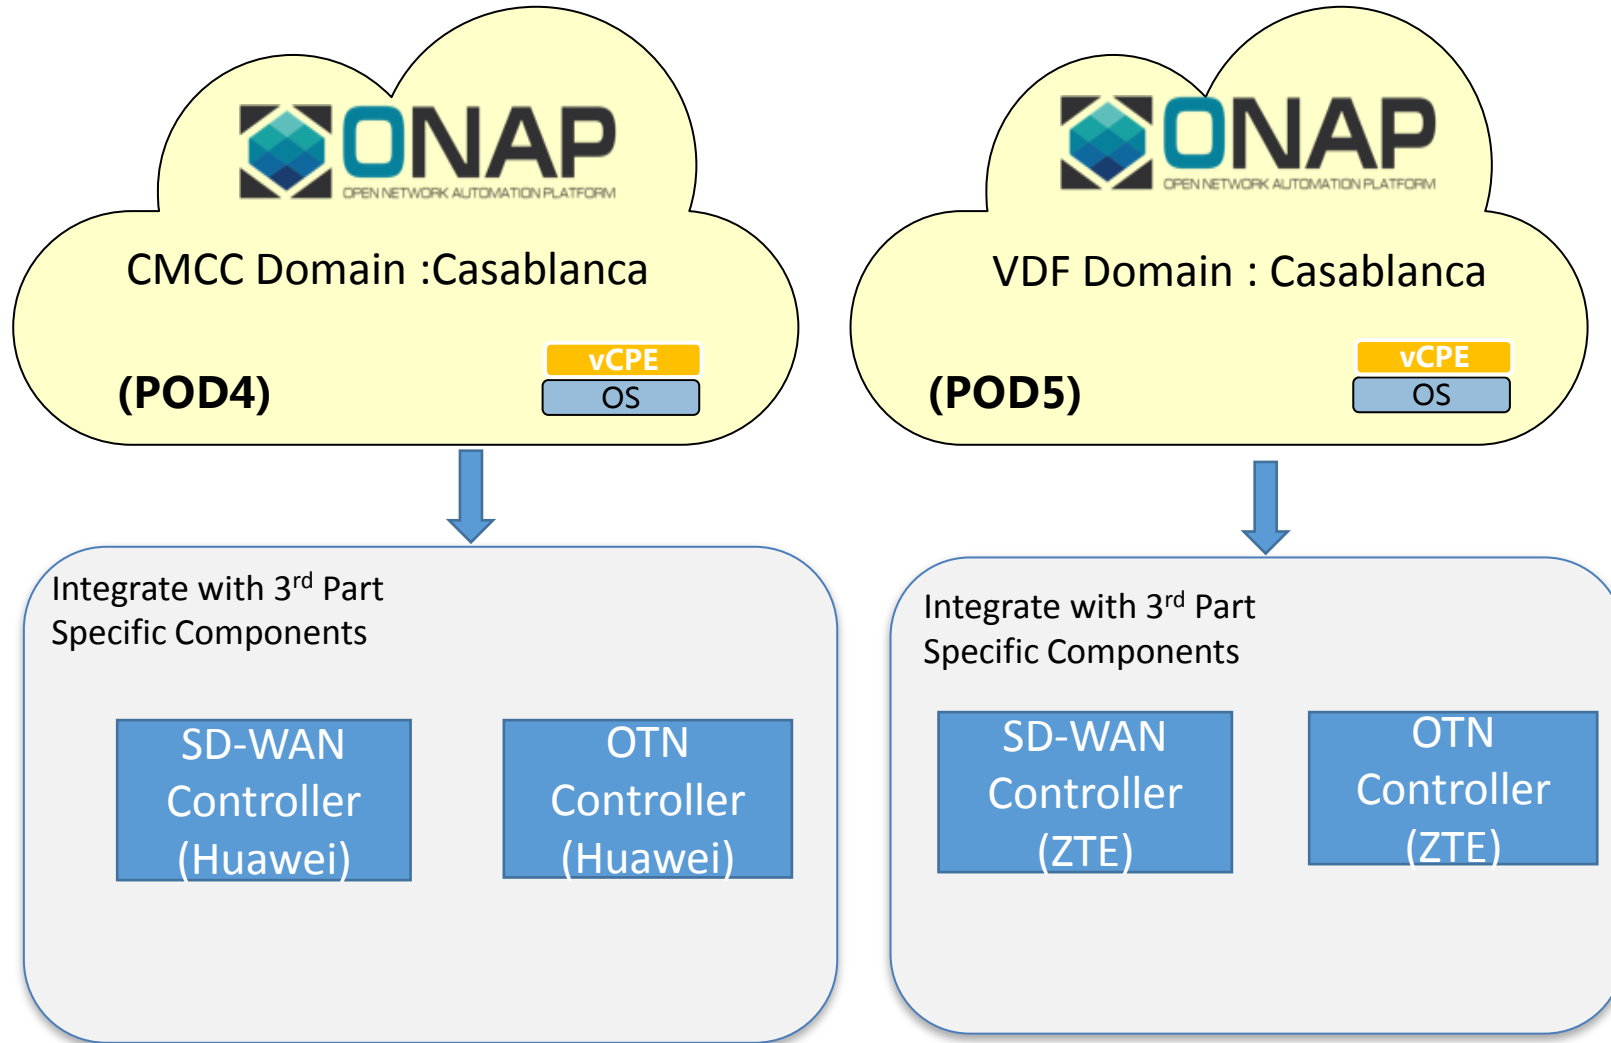 ONAP
OPEN NETWORK AUTOMATION PLATFORM
CMCC Domain :Casablanca
(POD4)
vCPE
OS
ONAP
OPEN NETWORK AUTOMATION PLATFORM
VDF Domain : Casablanca
(POD5)
vCPE
OS
Integrate with 3rd Part
Specific Components
SD-WAN
Controller
(Huawei)
OTN
Controller
(Huawei)
Integrate with 3rd Part
Specific Components
SD-WAN
Controller
(ZTE)
OTN
Controller
(ZTE)